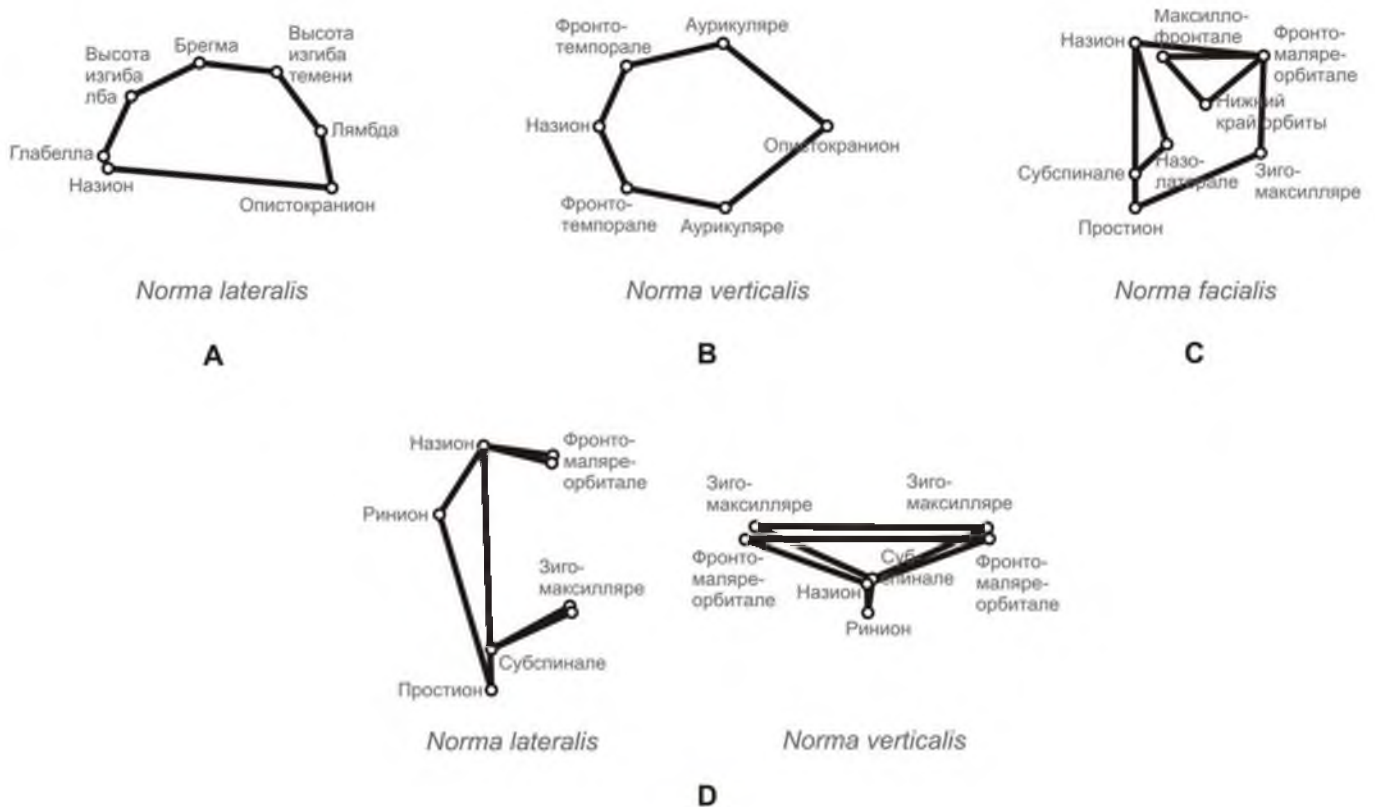 Высота
изгиба
лба
Брегма
Высота
изгиба
темени
Лямбда
Глабелла
Назион
Опистокранион
Norma lateralis
A
Фронто-
темпорале
Аурикуляре
Назион
Опистокранион
Фронто-
темпорале
Аурикуляре
Norma verticalis
B
Назион
Максилло-
фронтале
Фронто-
маляре-
орбитале
Нижний
край орбиты
Субспинале
Назо-
латерале
Зиго-
максилляре
Простион
Norma facialis
C
Назион
Фронто-
маляре-
орбитале
Ринион
Зиго-
максилляре
Субспинале
Простион
Norma lateralis
Зиго-
максилляре
Зиго-
максилляре
Фронто-
маляре-
орбитале
Суб-
спинале
Назион
Фронто-
маляре-
орбитале
Ринион
Norma verticalis
D